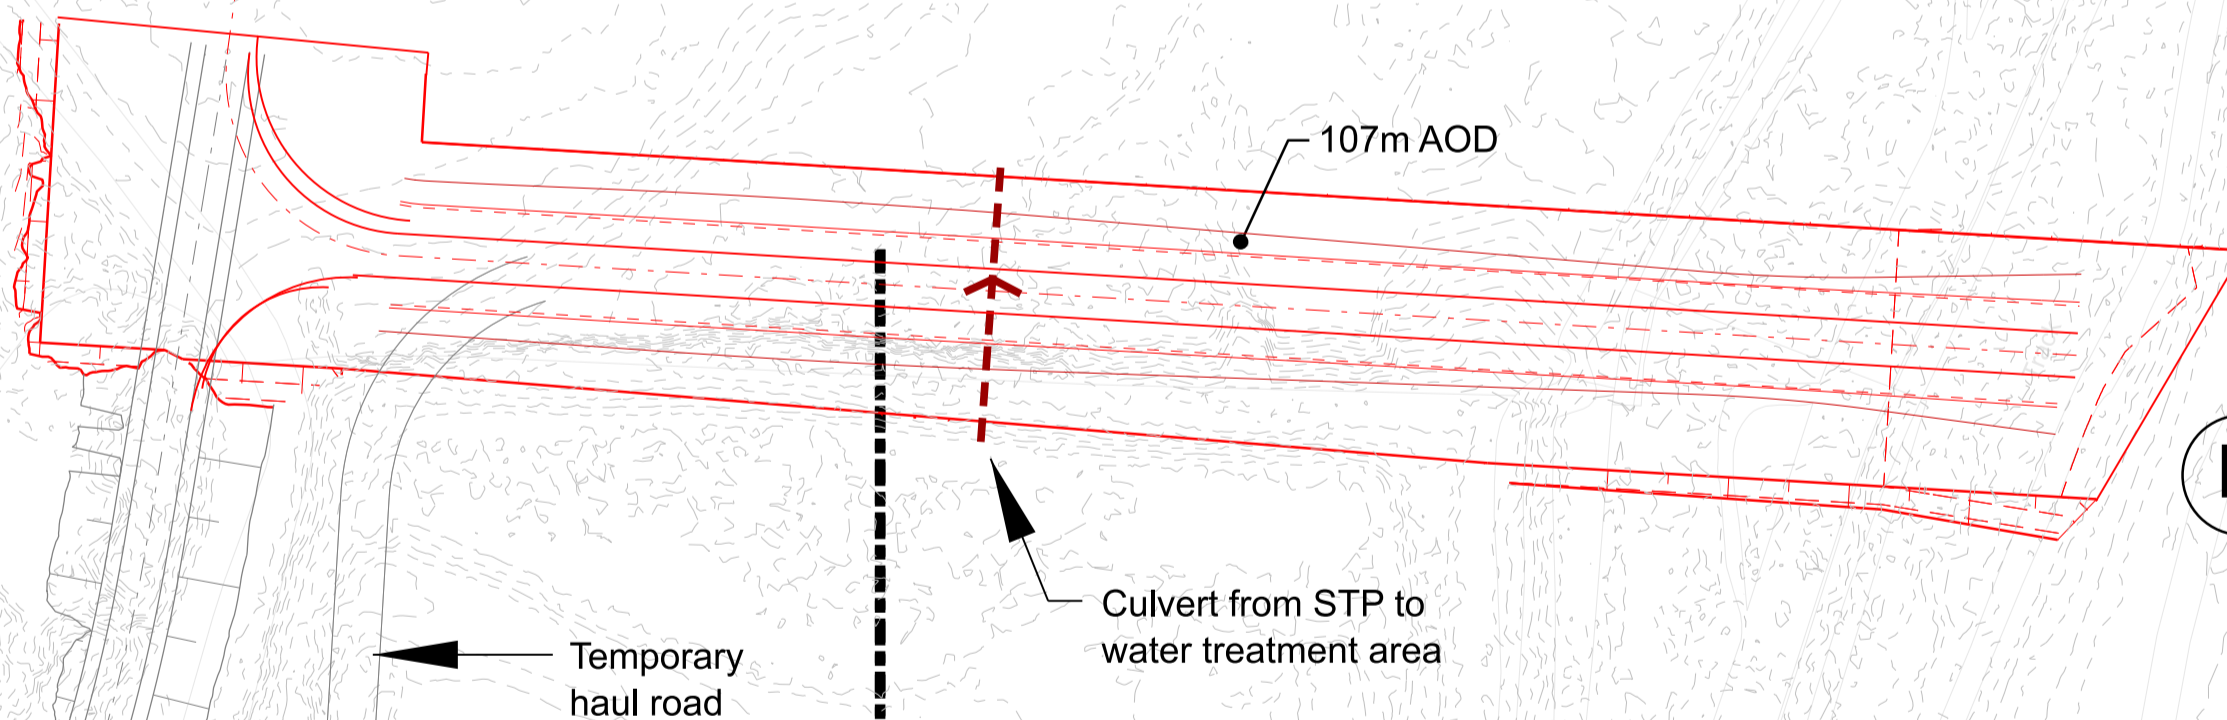 107m AOD
Culvert from STP to
water treatment area
Temporary
haul road